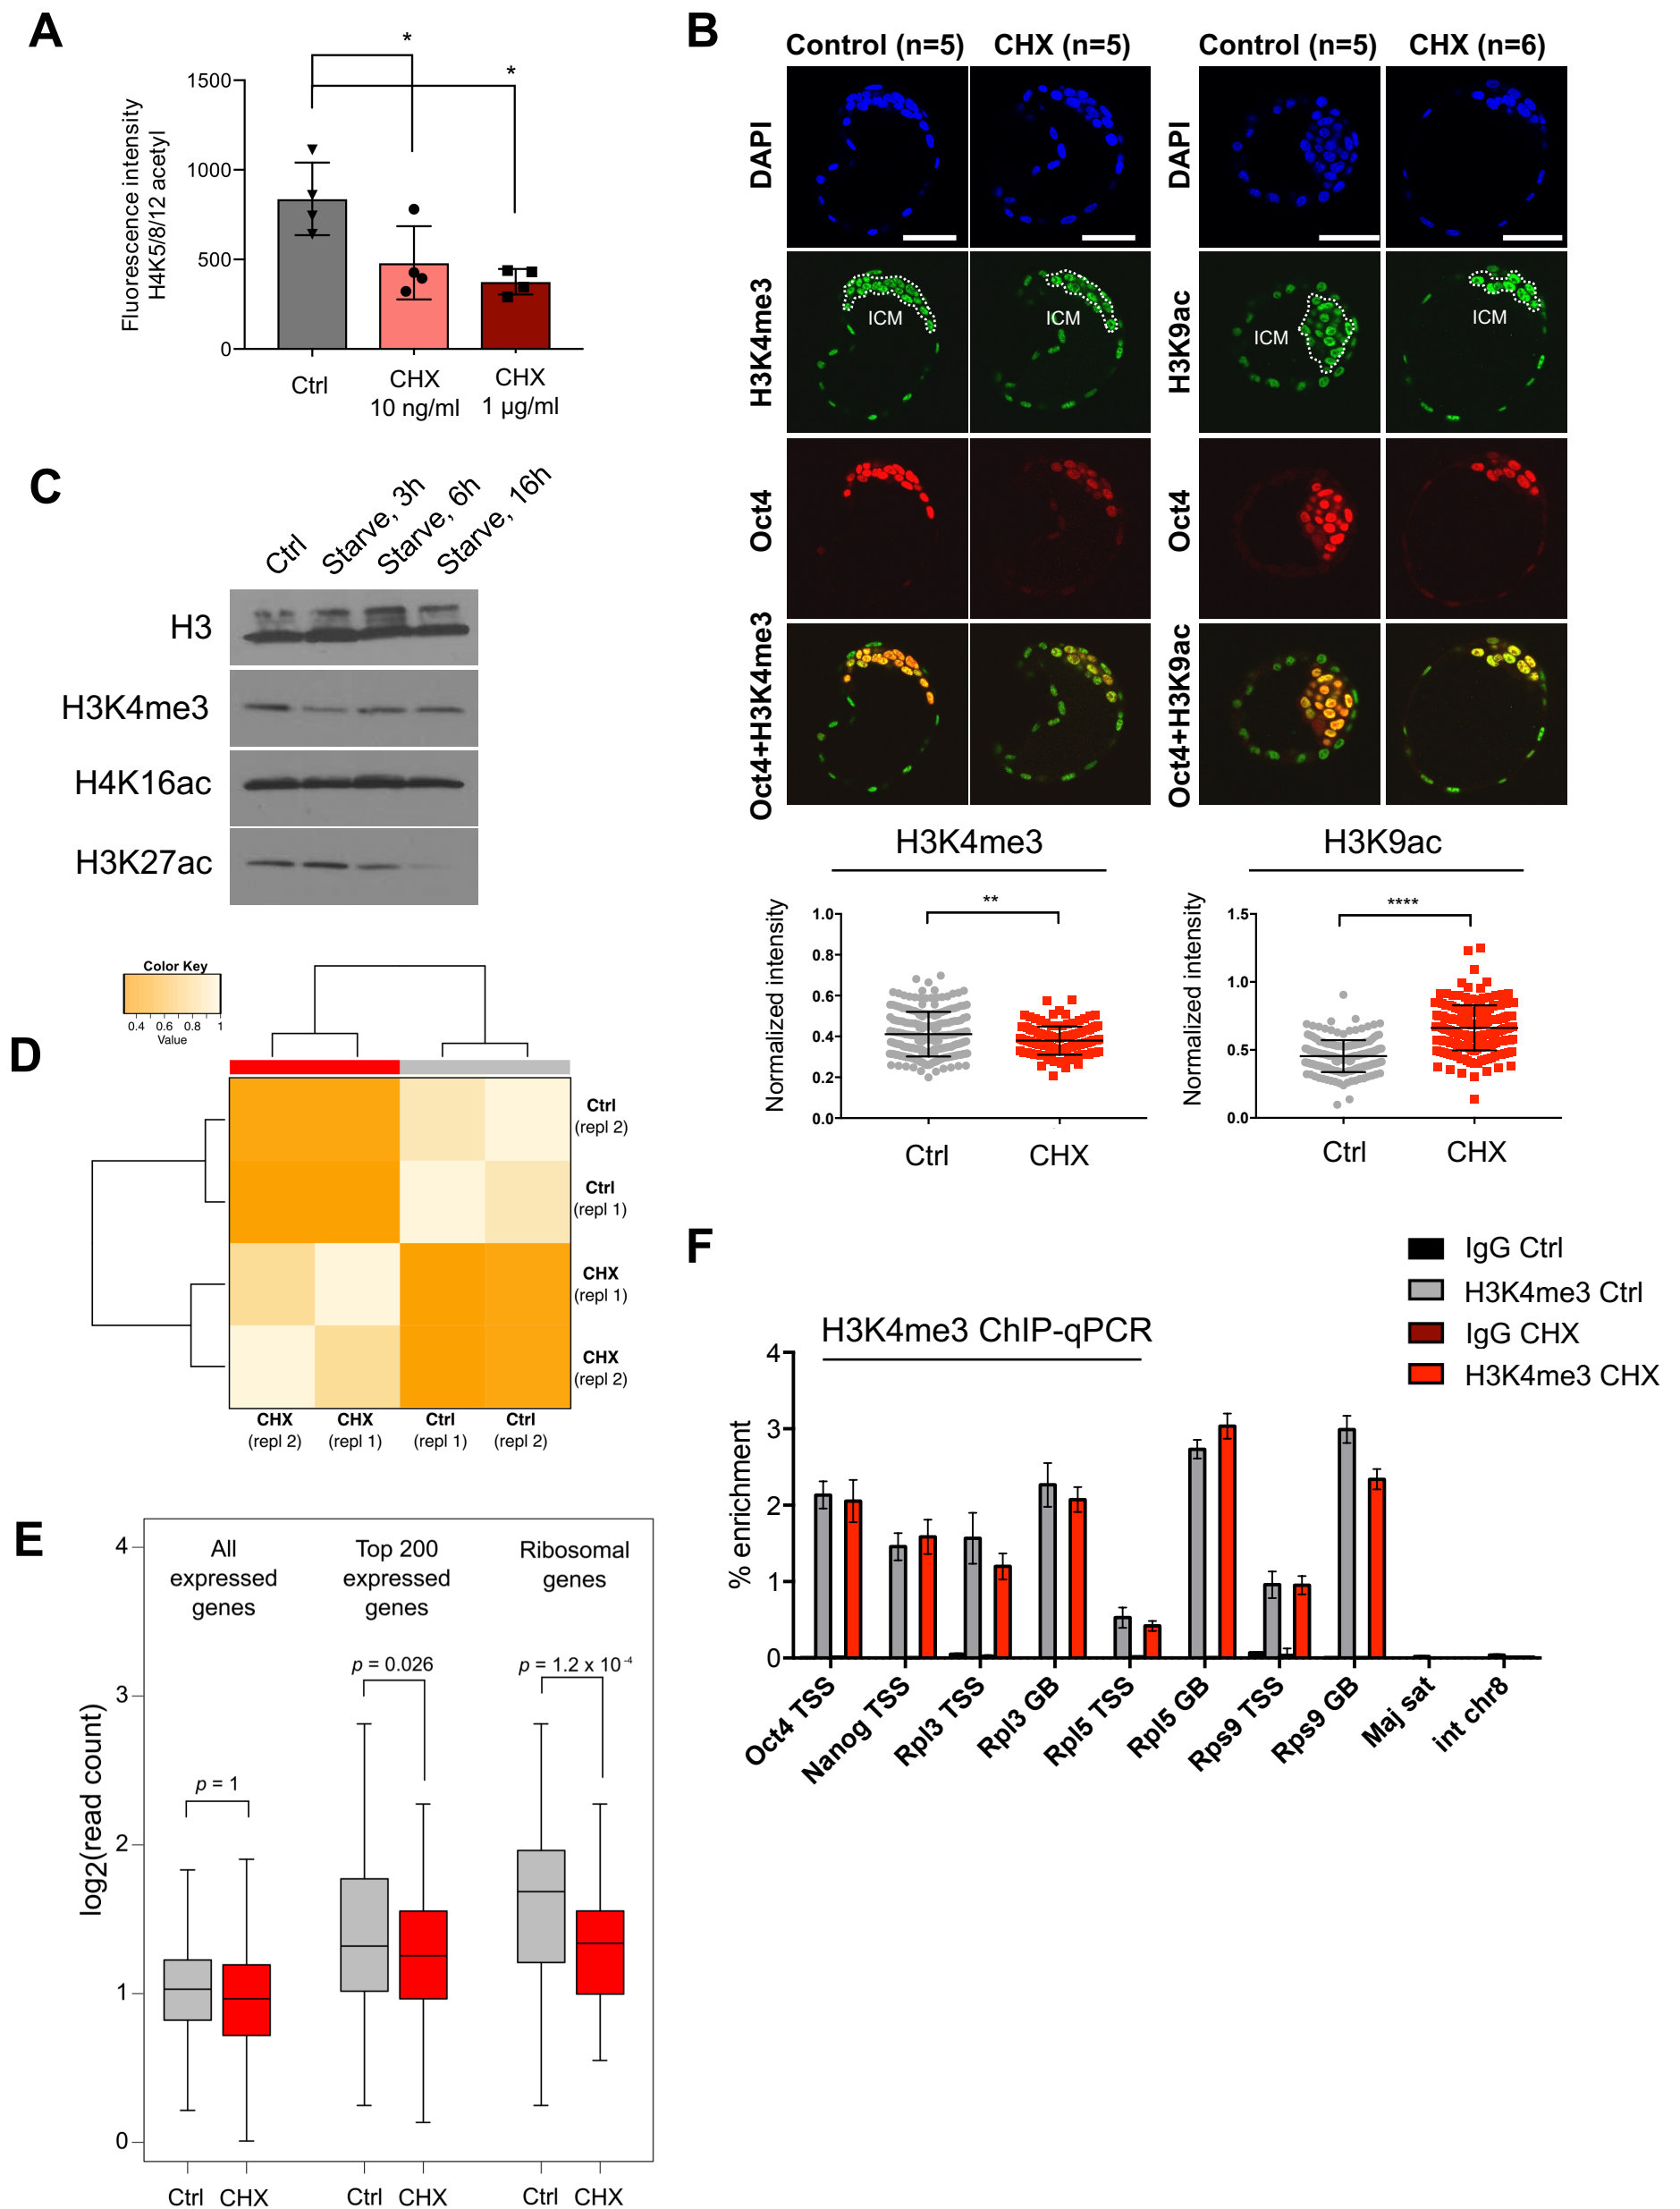 A
*
*
1500
1000
500
0
Fluorescence intensity
H4K5/8/12 acetyl
Ctrl
CHX
10 ng/ml
CHX
1 µg/ml
B
Control (n=5)
CHX (n=5)
Control (n=5)
CHX (n=6)
DAPI
DAPI
H3K4me3
ICM
ICM
H3K9ac
ICM
ICM
Oct4
Oct4
Oct4+H3K4me3
Oct4+H3K9ac
H3K4me3
**
Normalized intensity
1.0
0.8
0.6
0.4
0.2
0.0
Ctrl
CHX
H3K9ac
****
Normalized intensity
1.5
1.0
0.5
0.0
Ctrl
CHX
C
Ctrl
Starve, 3h
Starve, 6h
Starve, 16h
H3
H3K4me3
H4K16ac
H3K27ac
D
Color Key
0.4 0.6 0.8 1
Value
Ctrl
(repl 2)
Ctrl
(repl 1)
CHX
(repl 1)
CHX
(repl 2)
CHX
(repl 2)
CHX
(repl 1)
Ctrl
(repl 1)
Ctrl
(repl 2)
E
log2(read count)
4
3
2
1
0
All
expressed
genes
Top 200
expressed
genes
Ribosomal
genes
p = 1
p = 0.026
p = 1.2 x 10⁻⁴
Ctrl CHX
Ctrl CHX
Ctrl CHX
F
IgG Ctrl
H3K4me3 Ctrl
IgG CHX
H3K4me3 CHX
H3K4me3 ChIP-qPCR
% enrichment
4
3
2
1
0
Oct4 TSS
Nanog TSS
Rpl3 TSS
Rpl3 GB
Rpl5 TSS
Rpl5 GB
Rps9 TSS
Rps9 GB
Maj sat
int chr8